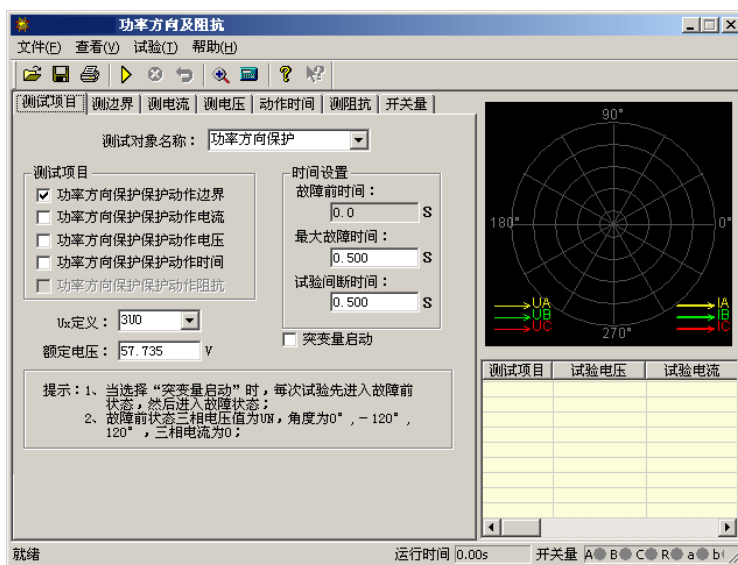 功率方向及阻抗
文件(F) 查看(V) 试验(T) 帮助(H)
测试项目 测边界 测电流 测电压 动作时间 测阻抗 开关量
测试对象名称： 功率方向保护
测试项目
功率方向保护保护动作边界
功率方向保护保护动作电流
功率方向保护保护动作电压
功率方向保护保护动作时间
功率方向保护保护动作阻抗
时间设置
故障前时间：
0.0 S
最大故障时间：
0.500 S
试验间断时间：
0.500 S
Ux定义： 3U0
额定电压： 57.735 V
突变量启动
提示：1、当选择“突变量启动”时，每次试验先进入故障前
状态，然后进入故障状态；
2、故障前状态三相电压值为UN，角度为0°,－120°,
120°，三相电流为0；
90°
180°
0°
270°
UA
UB
UC
IA
IB
IC
测试项目 试验电压 试验电流
就绪
运行时间 0.00s 开关量 A B C R a b